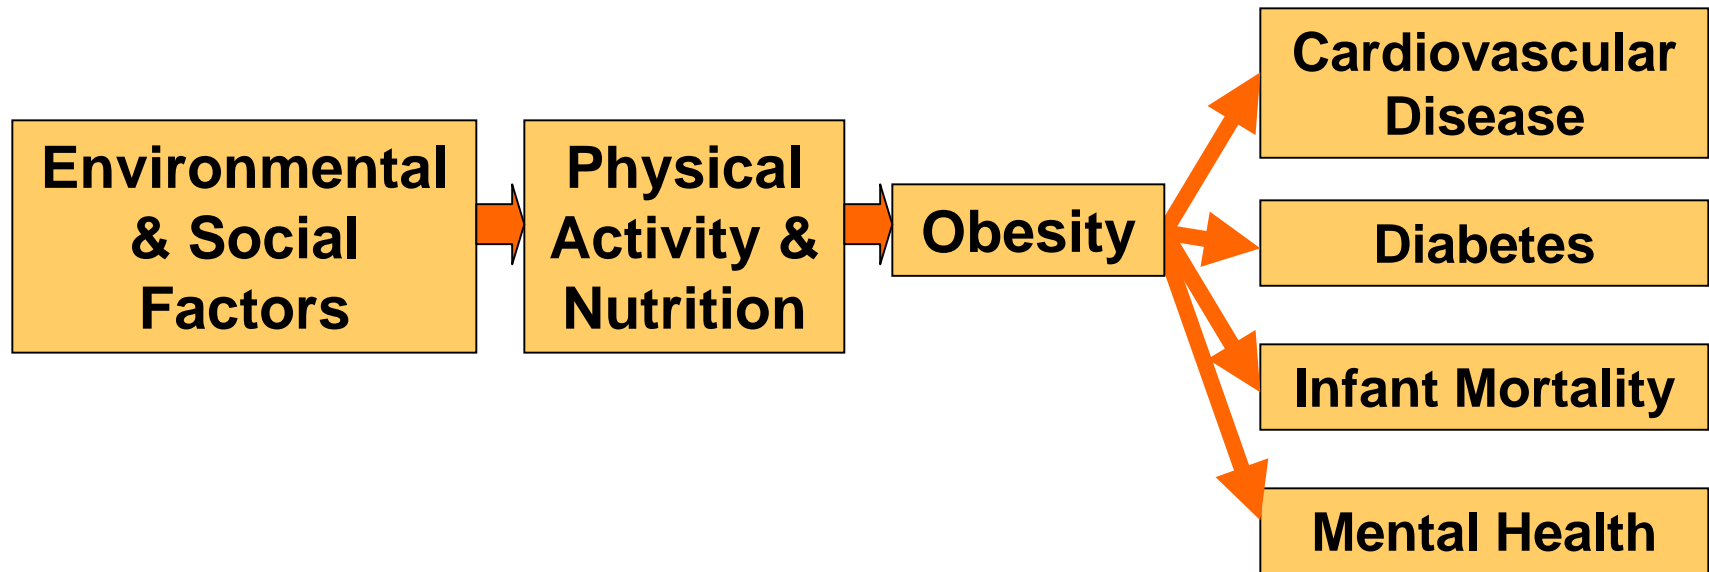 Environmental
& Social
Factors
Physical
Activity &
Nutrition
Obesity
Cardiovascular
Disease
Diabetes
Infant Mortality
Mental Health